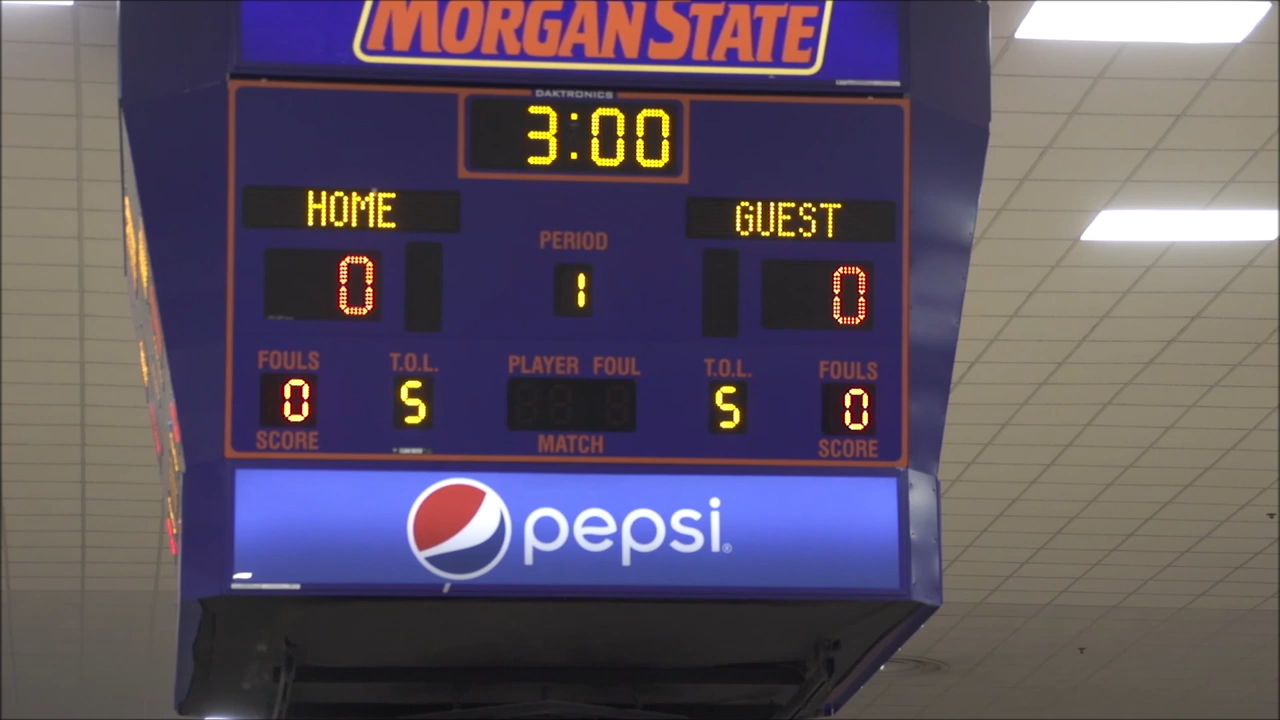 MORGAN STATE
DAKTRONICS
3:00
HOME
GUEST
PERIOD
0
1
0
FOULS T.O.L. PLAYER FOUL T.O.L. FOULS
0 5 5 0
SCORE MATCH SCORE
pepsi®